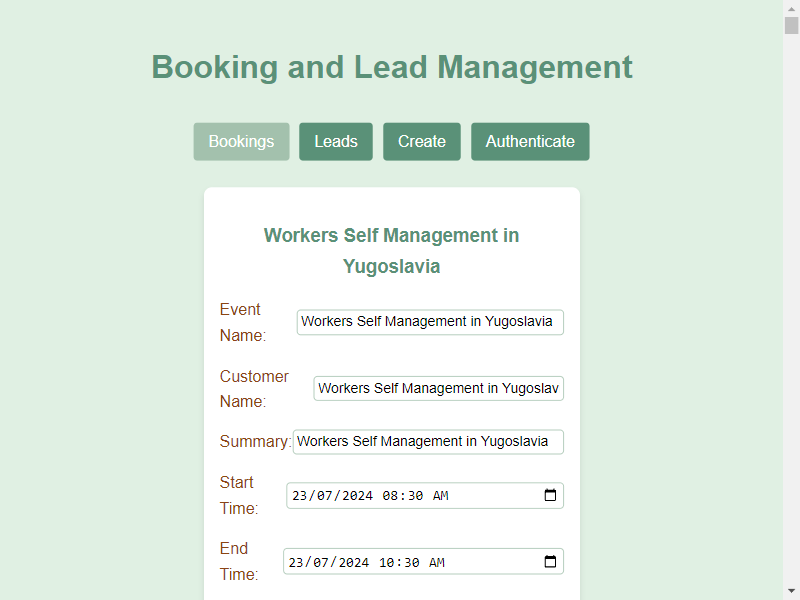 Booking and Lead Management
Bookings Leads Create Authenticate
Workers Self Management in
Yugoslavia
Event
Name:
Workers Self Management in Yugoslavia
Customer
Name:
Workers Self Management in Yugoslav
Summary:
Workers Self Management in Yugoslavia
Start
Time:
23/07/2024 08:30 AM
End
Time:
23/07/2024 10:30 AM